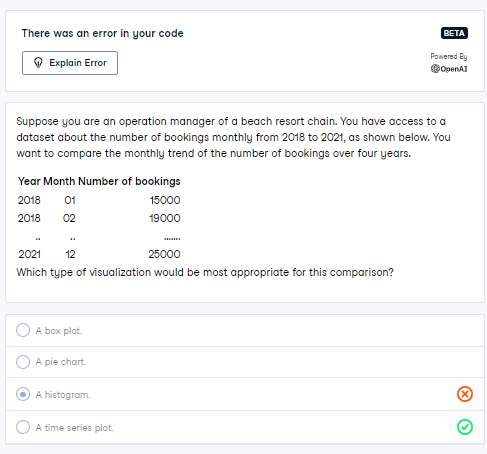 There was an error in your code
BETA
Explain Error
Powered By
OpenAI
Suppose you are an operation manager of a beach resort chain. You have access to a
dataset about the number of bookings monthly from 2018 to 2021, as shown below. You
want to compare the monthly trend of the number of bookings over four years.
Year Month Number of bookings
2018 01 15000
2018 02 19000
.. .. .......
2021 12 25000
Which type of visualization would be most appropriate for this comparison?
A box plot.
A pie chart.
A histogram.
A time series plot.